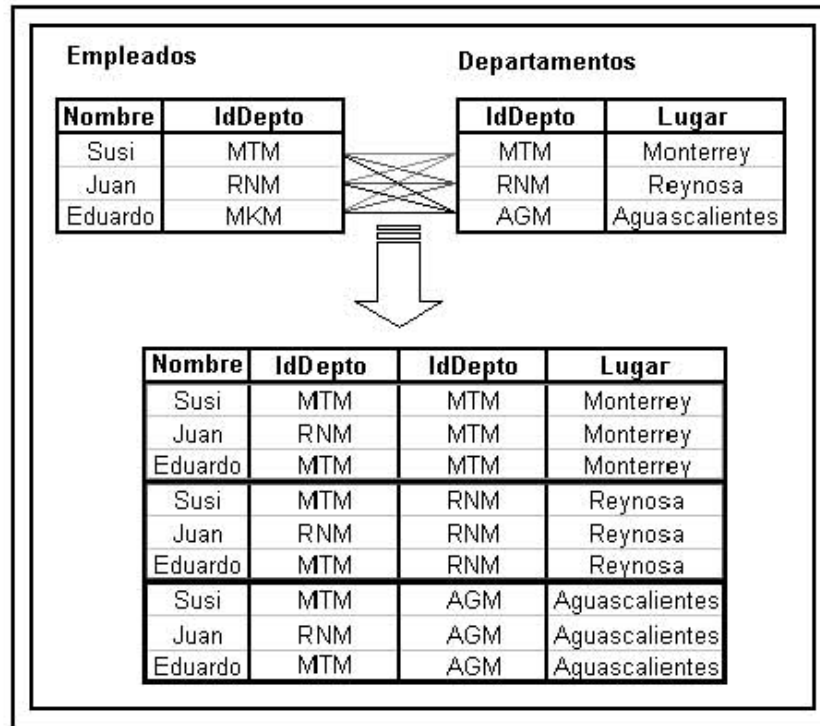 Empleados
Departamentos
Nombre IdDepto
IdDepto Lugar
Susi MTM
MTM Monterrey
Juan RNM
RNM Reynosa
Eduardo MKM
AGM Aguascalientes
Nombre IdDepto IdDepto Lugar
Susi MTM MTM Monterrey
Juan RNM MTM Monterrey
Eduardo MTM MTM Monterrey
Susi MTM RNM Reynosa
Juan RNM RNM Reynosa
Eduardo MTM RNM Reynosa
Susi MTM AGM Aguascalientes
Juan RNM AGM Aguascalientes
Eduardo MTM AGM Aguascalientes